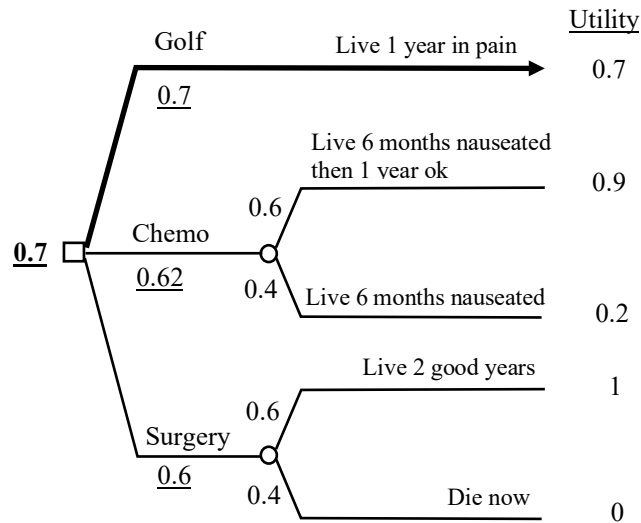 Utility
Golf
Live 1 year in pain
0.7
0.7
Live 6 months nauseated
then 1 year ok
0.9
0.6
Chemo
0.7
0.62
0.4
Live 6 months nauseated
0.2
Live 2 good years
1
0.6
Surgery
0.6
0.4
Die now
0